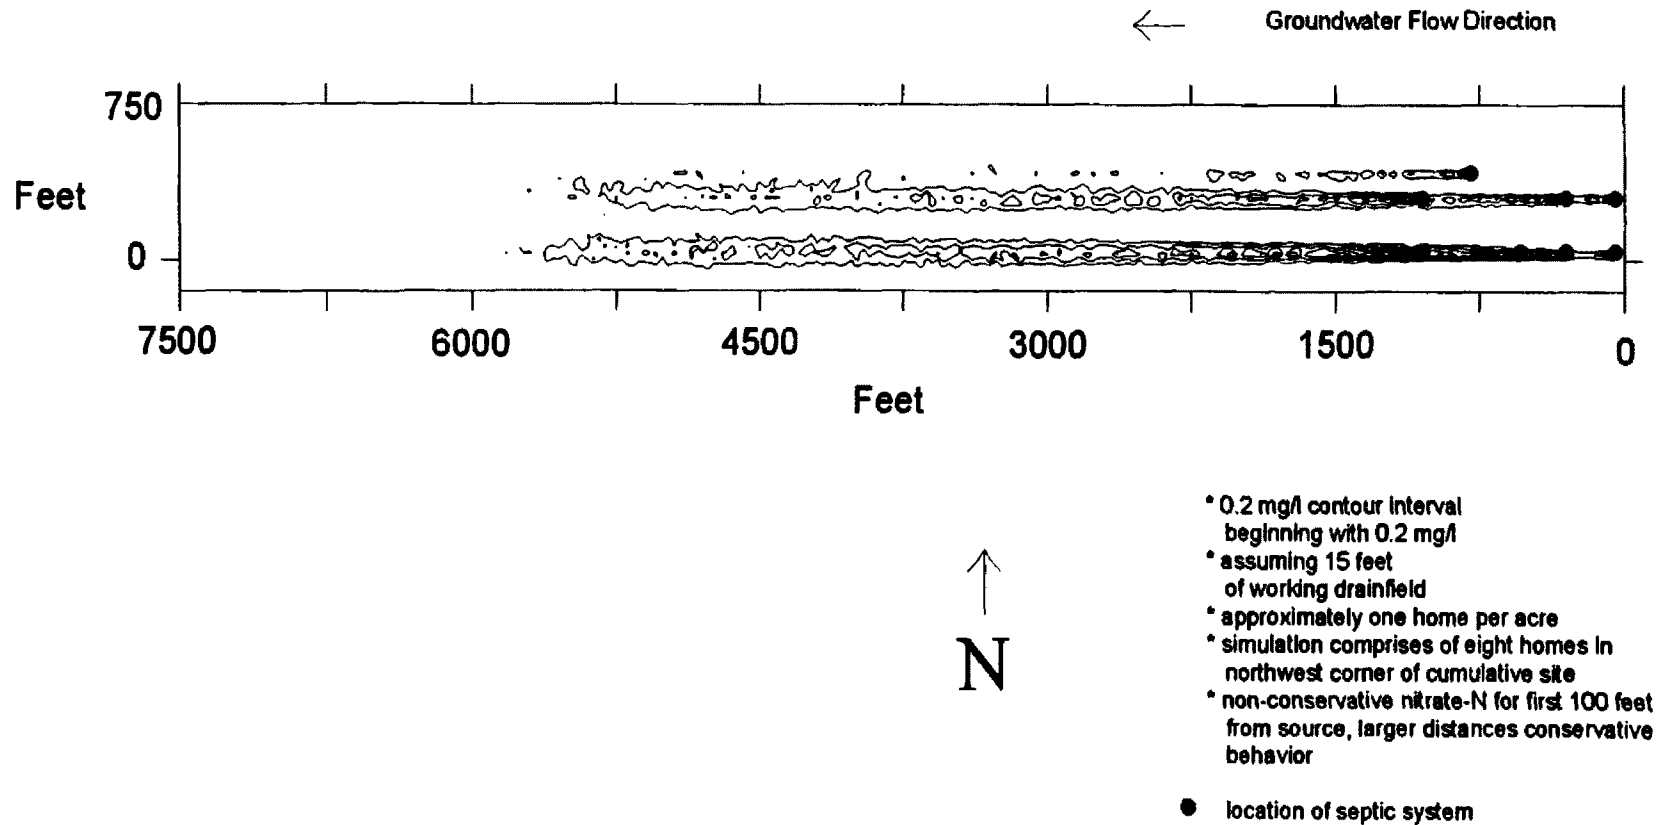 Groundwater Flow Direction
750
Feet
0
7500 6000 4500 3000 1500 0
Feet
N
* 0.2 mg/l contour interval
beginning with 0.2 mg/l
* assuming 15 feet
of working drainfield
* approximately one home per acre
* simulation comprises of eight homes in
northwest corner of cumulative site
* non-conservative nitrate-N for first 100 feet
from source, larger distances conservative
behavior
location of septic system